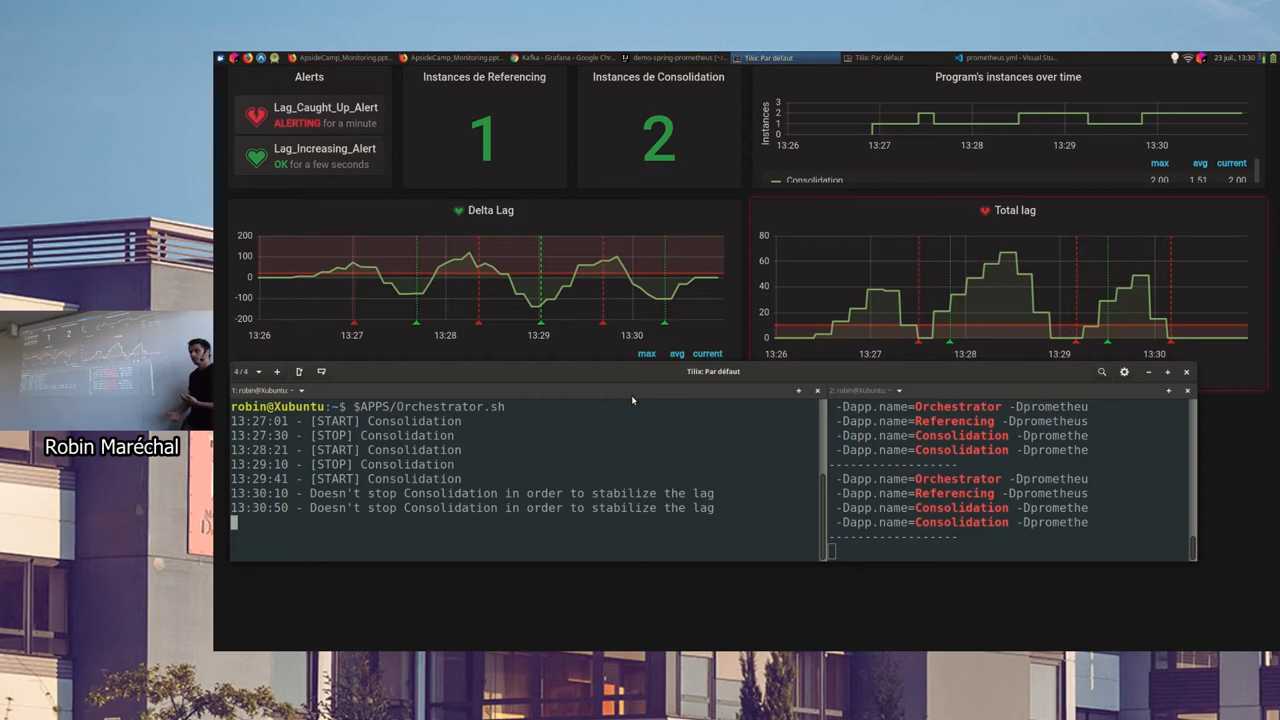 ApsideCamp_Monitoring.ppt...
ApsideCamp_Monitoring.ppt...
Kafka - Grafana - Google Chr...
demo-spring-prometheus [~/...
Tilix: Par défaut
Tilix: Par défaut
prometheus.yml - Visual Stu...
23 juil., 13:30
Alerts
Lag_Caught_Up_Alert
ALERTING for a minute
Lag_Increasing_Alert
OK for a few seconds
Instances de Referencing
1
Instances de Consolidation
2
Program's instances over time
Instances
3
2
1
0
13:26 13:27 13:28 13:29 13:30
max avg current
Consolidation 2.00 1.51 2.00
Delta Lag
200
100
0
-100
-200
13:26 13:27 13:28 13:29 13:30
max avg current
Total lag
80
60
40
20
0
13:26 13:27 13:28 13:29 13:30
4 / 4
Tilix: Par défaut
1: robin@Xubuntu: ~
robin@Xubuntu:~$ $APPS/Orchestrator.sh
13:27:01 - [START] Consolidation
13:27:30 - [STOP] Consolidation
13:28:21 - [START] Consolidation
13:29:10 - [STOP] Consolidation
13:29:41 - [START] Consolidation
13:30:10 - Doesn't stop Consolidation in order to stabilize the lag
13:30:50 - Doesn't stop Consolidation in order to stabilize the lag
2: robin@Xubuntu: ~
-Dapp.name=Orchestrator -Dprometheu
-Dapp.name=Referencing -Dprometheus
-Dapp.name=Consolidation -Dpromethe
-Dapp.name=Consolidation -Dpromethe
------------------
-Dapp.name=Orchestrator -Dprometheu
-Dapp.name=Referencing -Dprometheus
-Dapp.name=Consolidation -Dpromethe
-Dapp.name=Consolidation -Dpromethe
------------------
Robin Maréchal